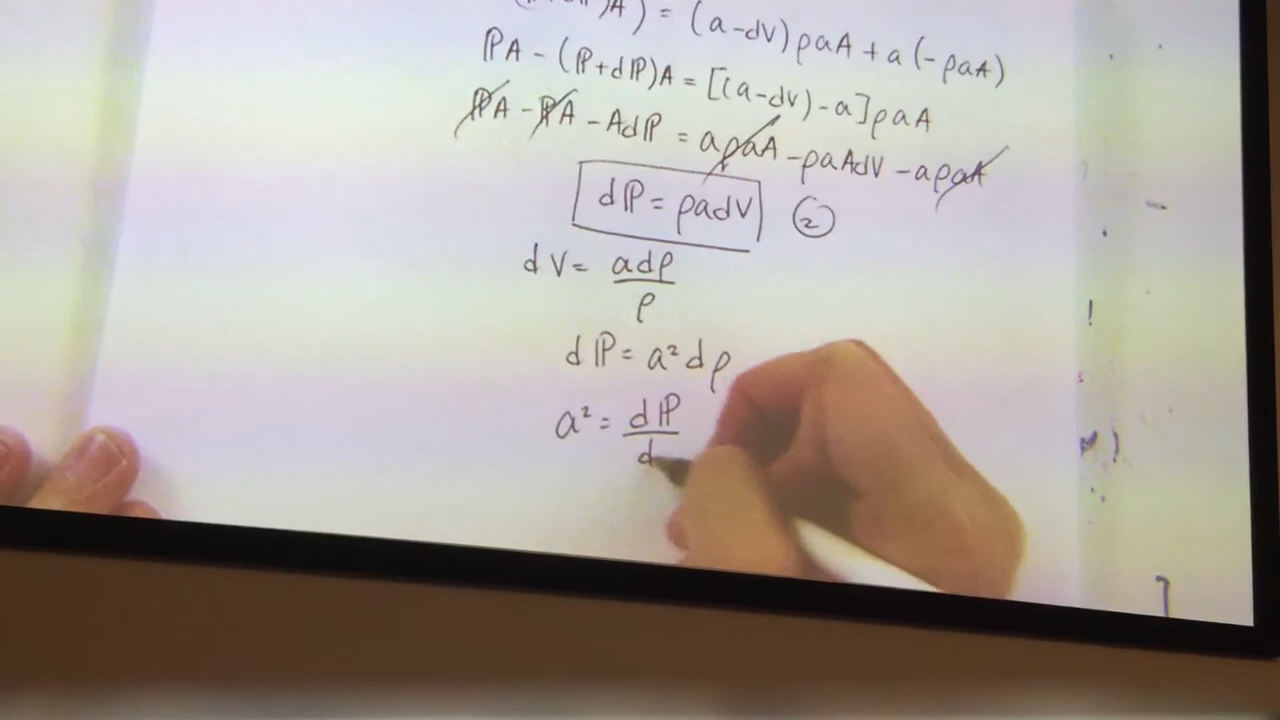 )A) = (a-dV)ρaA + a(-ρaA)
ℙA - (ℙ+dℙ)A = [(a-dV)-a]ρaA
ℙA - ℙA - Adℙ = aρaA - ρaAdV - aρaA
dℙ = ρadV ②
dV = adρ/ρ
dℙ = a²dρ
a² = dℙ/d